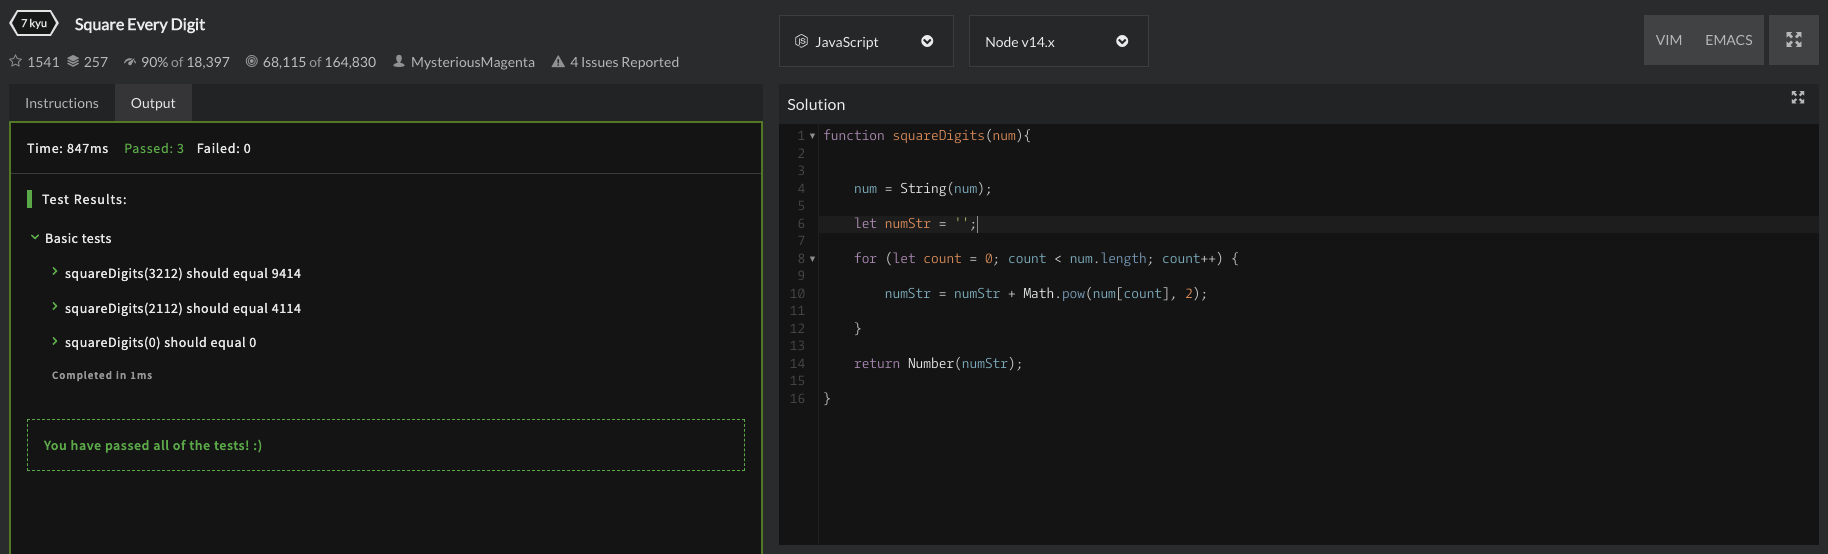 7 kyu Square Every Digit
1541 257 90% of 18,397 68,115 of 164,830 MysteriousMagenta 4 Issues Reported
JavaScript Node v14.x VIM EMACS
Instructions Output
Time: 847ms Passed: 3 Failed: 0
Test Results:
Basic tests
squareDigits(3212) should equal 9414
squareDigits(2112) should equal 4114
squareDigits(0) should equal 0
Completed in 1ms
You have passed all of the tests! :)
Solution
1 function squareDigits(num){
2
3
4 num = String(num);
5
6 let numStr = '';
7
8 for (let count = 0; count < num.length; count++) {
9
10 numStr = numStr + Math.pow(num[count], 2);
11
12 }
13
14 return Number(numStr);
15
16 }